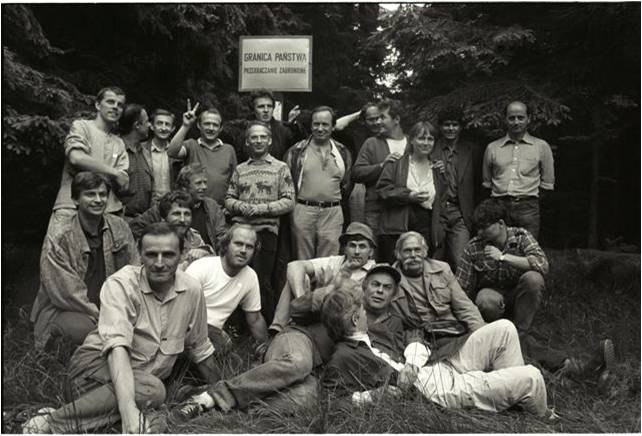 GRANICA PAŃSTWA
PRZEKRACZANIE ZABRONIONE